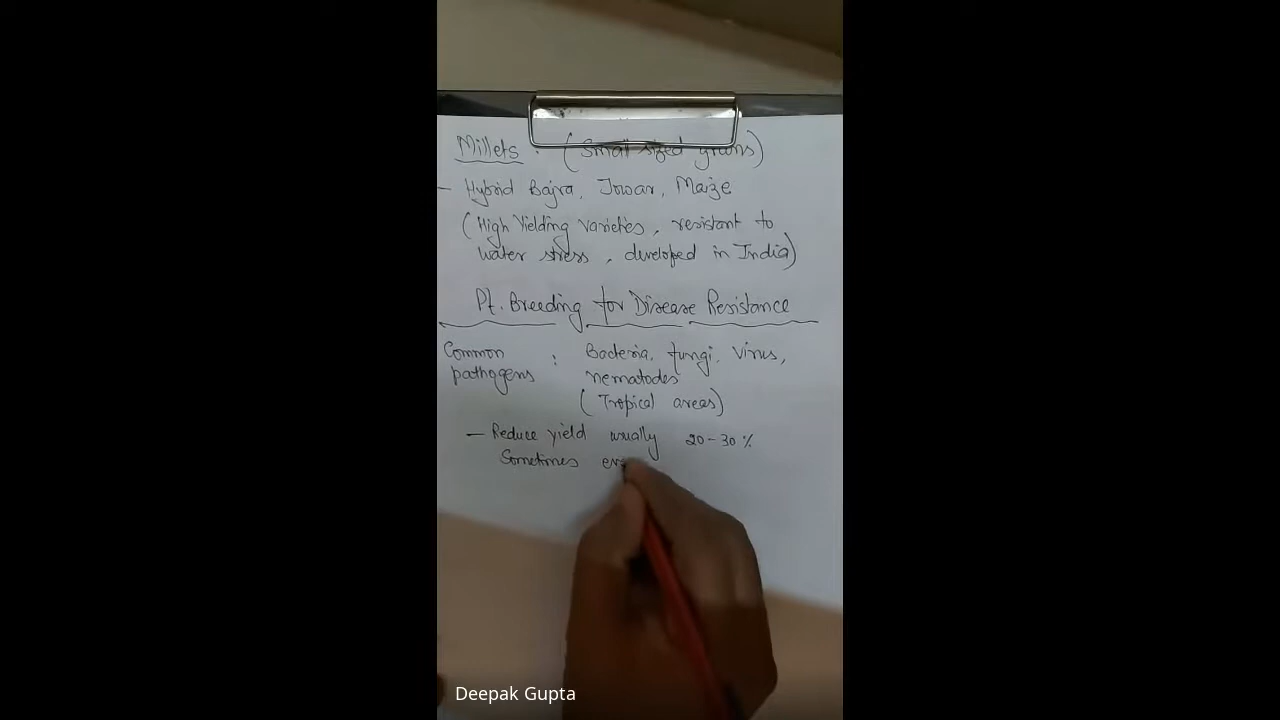 Millets : (Small sized grains)
- Hybrid Bajra, Jowar, Maize
(High Yielding varieties, resistant to
water stress, developed in India)
Pt. Breeding for Disease Resistance
Common : Bacteria, fungi, Virus,
pathogens nematodes
(Tropical areas)
- Reduce yield usually 20-30%
Sometimes
Deepak Gupta